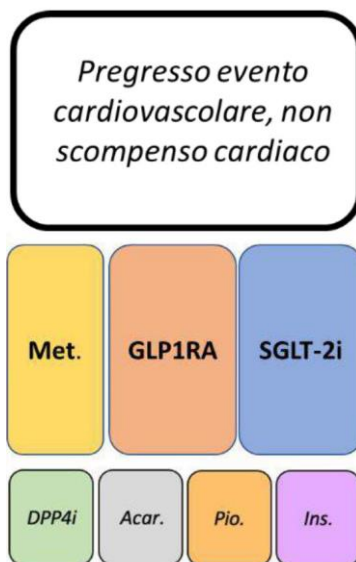 Pregresso evento
cardiovascolare, non
scompenso cardiaco
Met. GLP1RA SGLT-2i
DPP4i Acar. Pio. Ins.